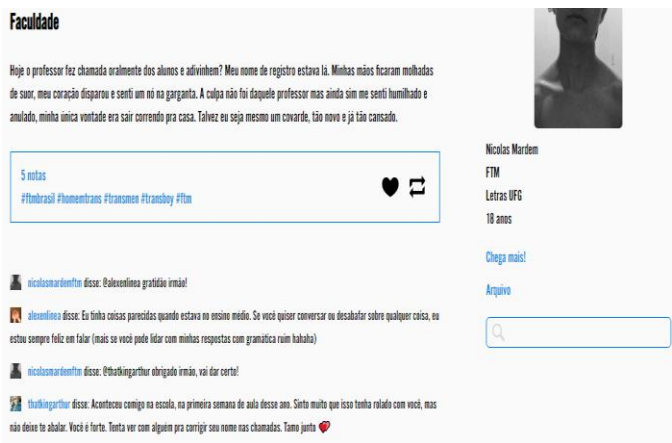 Faculdade
Hoje o professor fez chamada oralmente dos alunos e adivinhem? Meu nome de registro estava lá. Minhas mãos ficaram molhadas
de suor, meu coração disparou e senti um nó na garganta. A culpa não foi daquele professor mas ainda sim me senti humilhado e
anulado, minha única vontade era sair correndo pra casa. Talvez eu seja mesmo um covarde, tão novo e já tão cansado.
5 notas
#ftmbrasil #homemtrans #transmen #transboy #ftm
nicolasmardemftm disse: @alexenlinea gratidão irmão!
alexenlinea disse: Eu tinha coisas parecidas quando estava no ensino médio. Se você quiser conversar ou desabafar sobre qualquer coisa, eu
estou sempre feliz em falar (mais se você pode lidar com minhas respostas com gramática ruim hahaha)
nicolasmardemftm disse: @thatkingarthur obrigado irmão, vai dar certo!
thatkingarthur disse: Aconteceu comigo na escola, na primeira semana de aula desse ano. Sinto muito que isso tenha rolado com você, mas
não deixe te abalar. Você é forte. Tenta ver com alguém pra corrigir seu nome nas chamadas. Tamo junto 💖
Nicolas Mardem
FTM
Letras UFG
18 anos
Chega mais!
Arquivo